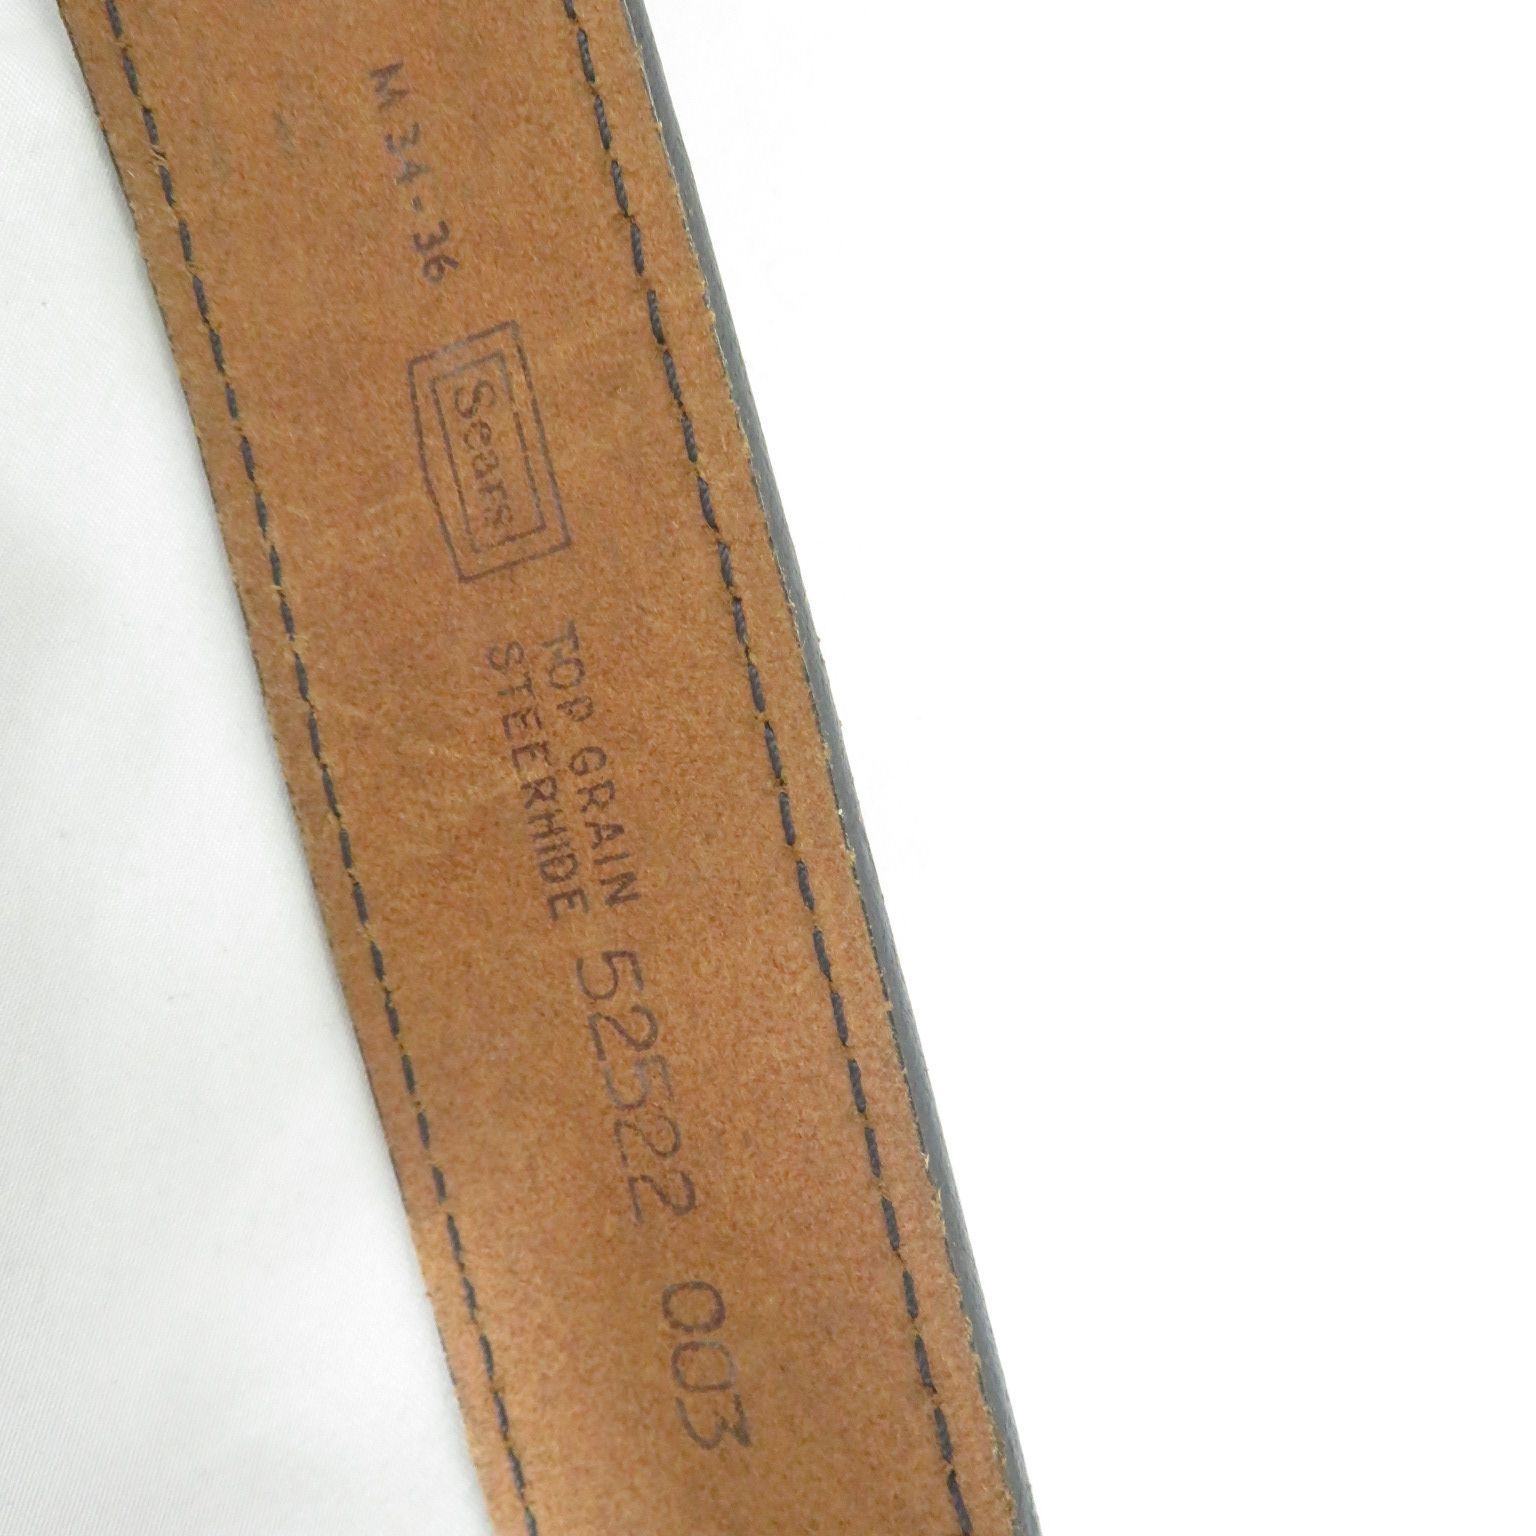 M 34-36
Sears
TOP GRAIN
STEERHIDE
52522 003